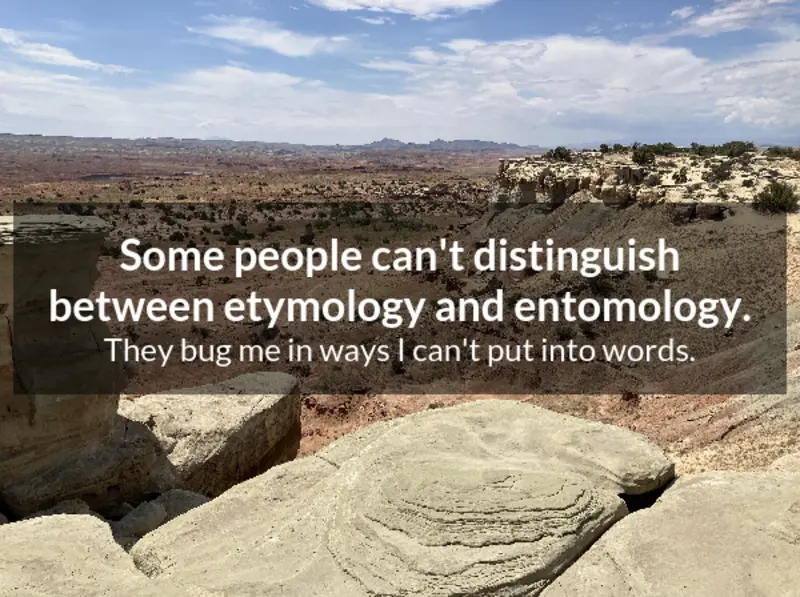 Some people can't distinguish
between etymology and entomology.
They bug me in ways I can't put into words.